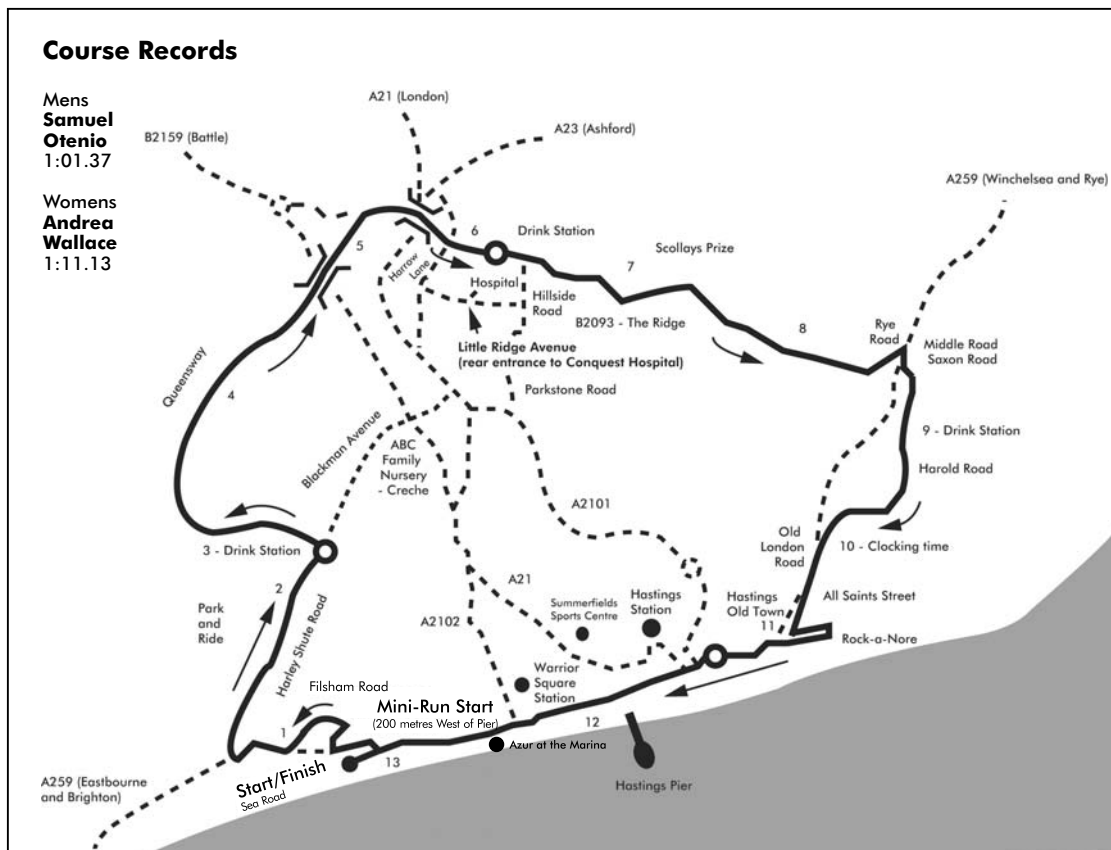 Course Records
Mens
Samuel
Otenio
1:01.37
Womens
Andrea
Wallace
1:11.13
A21 (London)
A23 (Ashford)
B2159 (Battle)
A259 (Winchelsea and Rye)
5
6
Drink Station
Scollays Prize
7
Harrow
Lane
Hospital
Hillside
Road
B2093 - The Ridge
8
Rye
Road
Middle Road
Saxon Road
Little Ridge Avenue
(rear entrance to Conquest Hospital)
Parkstone Road
Queensway
4
9 - Drink Station
Harold Road
Blackman Avenue
ABC
Family
Nursery
- Creche
A2101
3 - Drink Station
Old
London
Road
10 - Clocking time
2
Park
and
Ride
Harley Shute Road
A21
A2102
Summerfields
Sports Centre
Hastings
Station
Hastings
Old Town
11
All Saints Street
Rock-a-Nore
Warrior
Square
Station
Filsham Road
Mini-Run Start
(200 metres West of Pier)
1
12
Azur at the Marina
13
Start/Finish
Sea Road
A259 (Eastbourne
and Brighton)
Hastings Pier